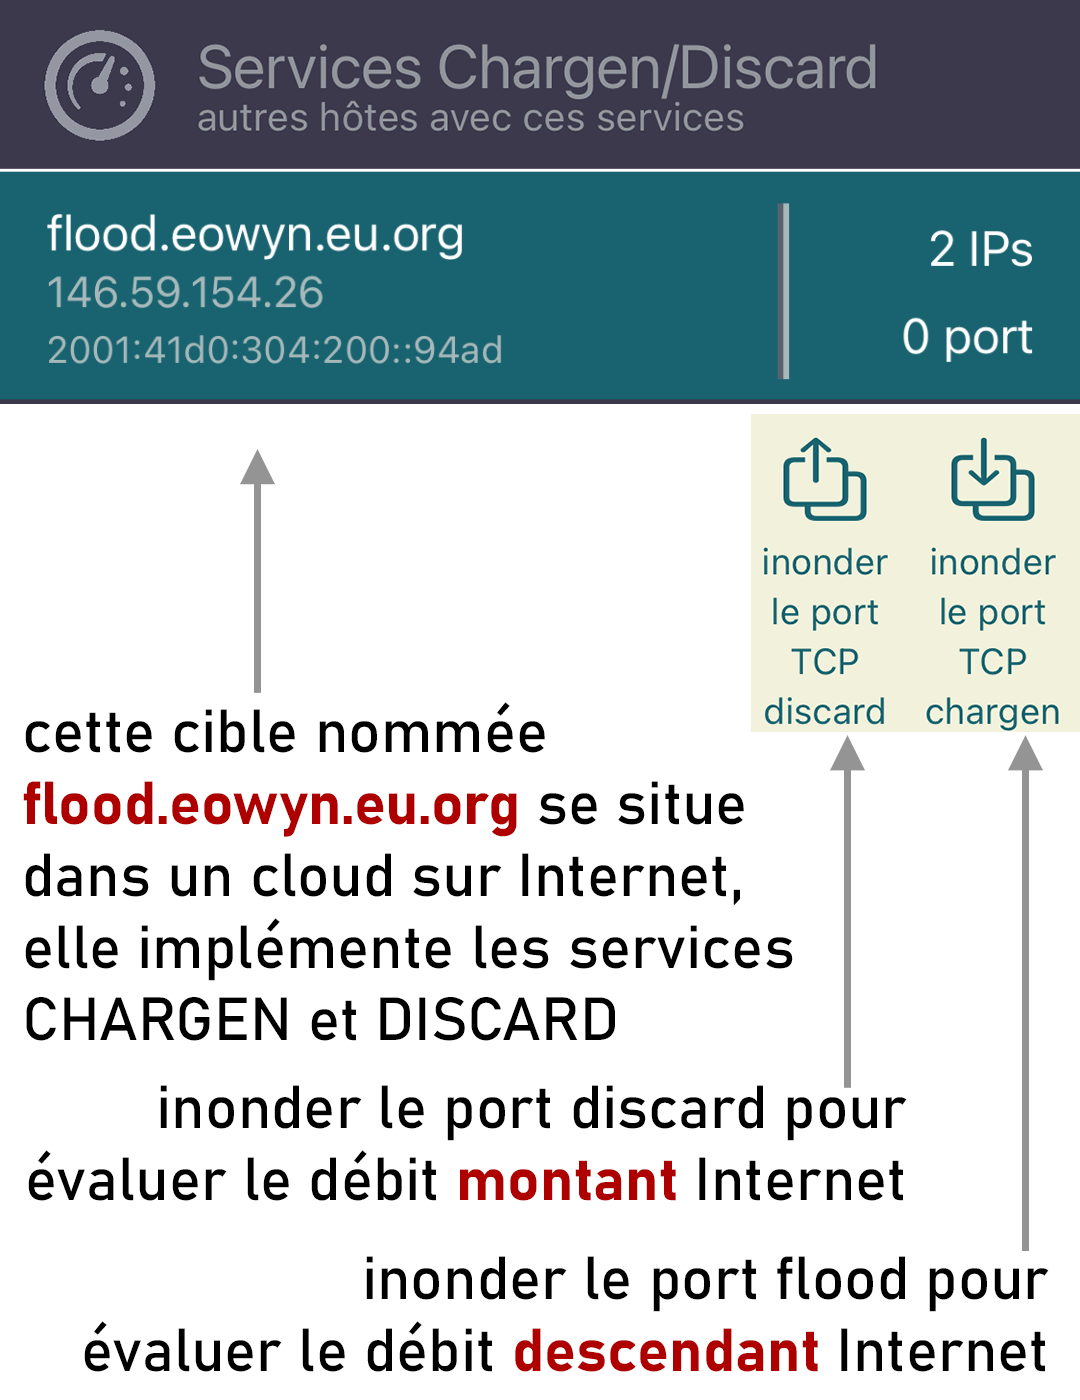 Services Chargen/Discard
autres hôtes avec ces services
flood.eowyn.eu.org
146.59.154.26
2001:41d0:304:200::94ad
2 IPs
0 port
inonder
le port
TCP
discard
inonder
le port
TCP
chargen
cette cible nommée
flood.eowyn.eu.org se situe
dans un cloud sur Internet,
elle implémente les services
CHARGEN et DISCARD
inonder le port discard pour
évaluer le débit montant Internet
inonder le port flood pour
évaluer le débit descendant Internet